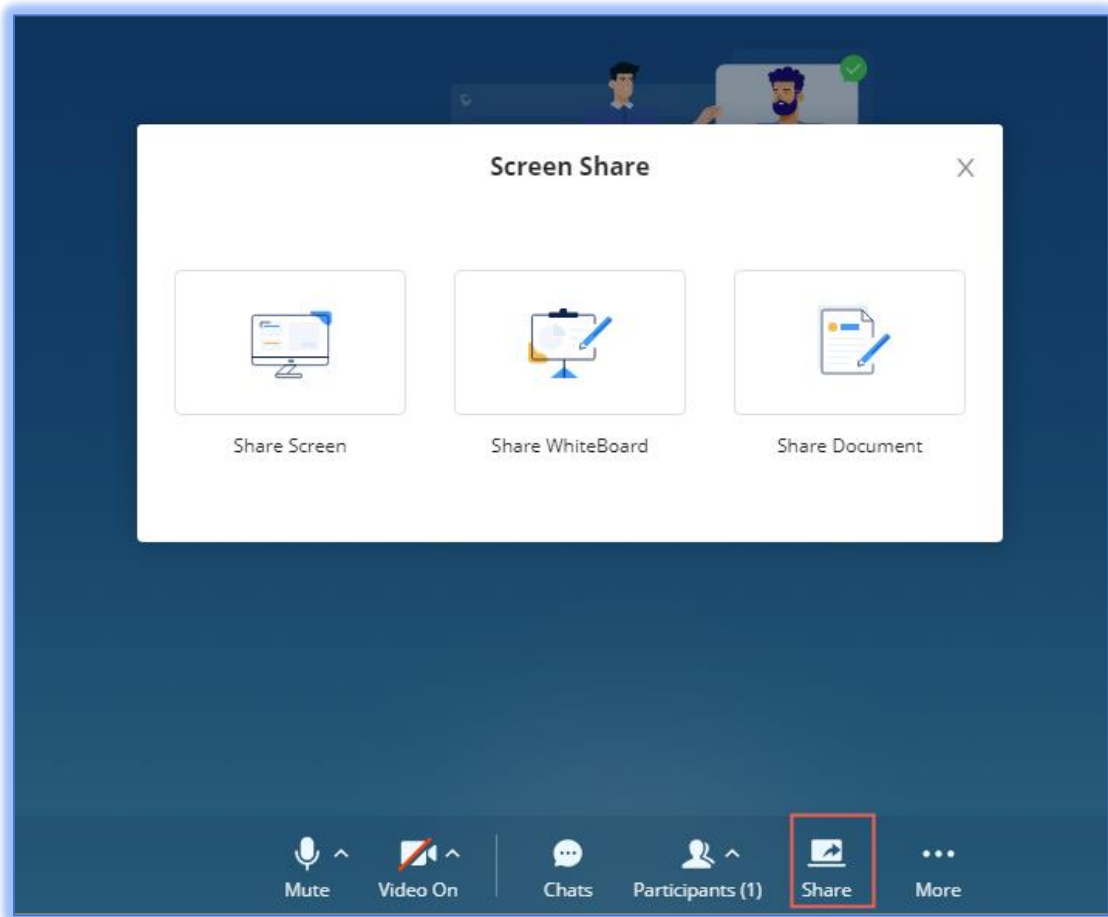 Screen Share
Share Screen Share WhiteBoard Share Document
Mute Video On Chats Participants (1) Share More